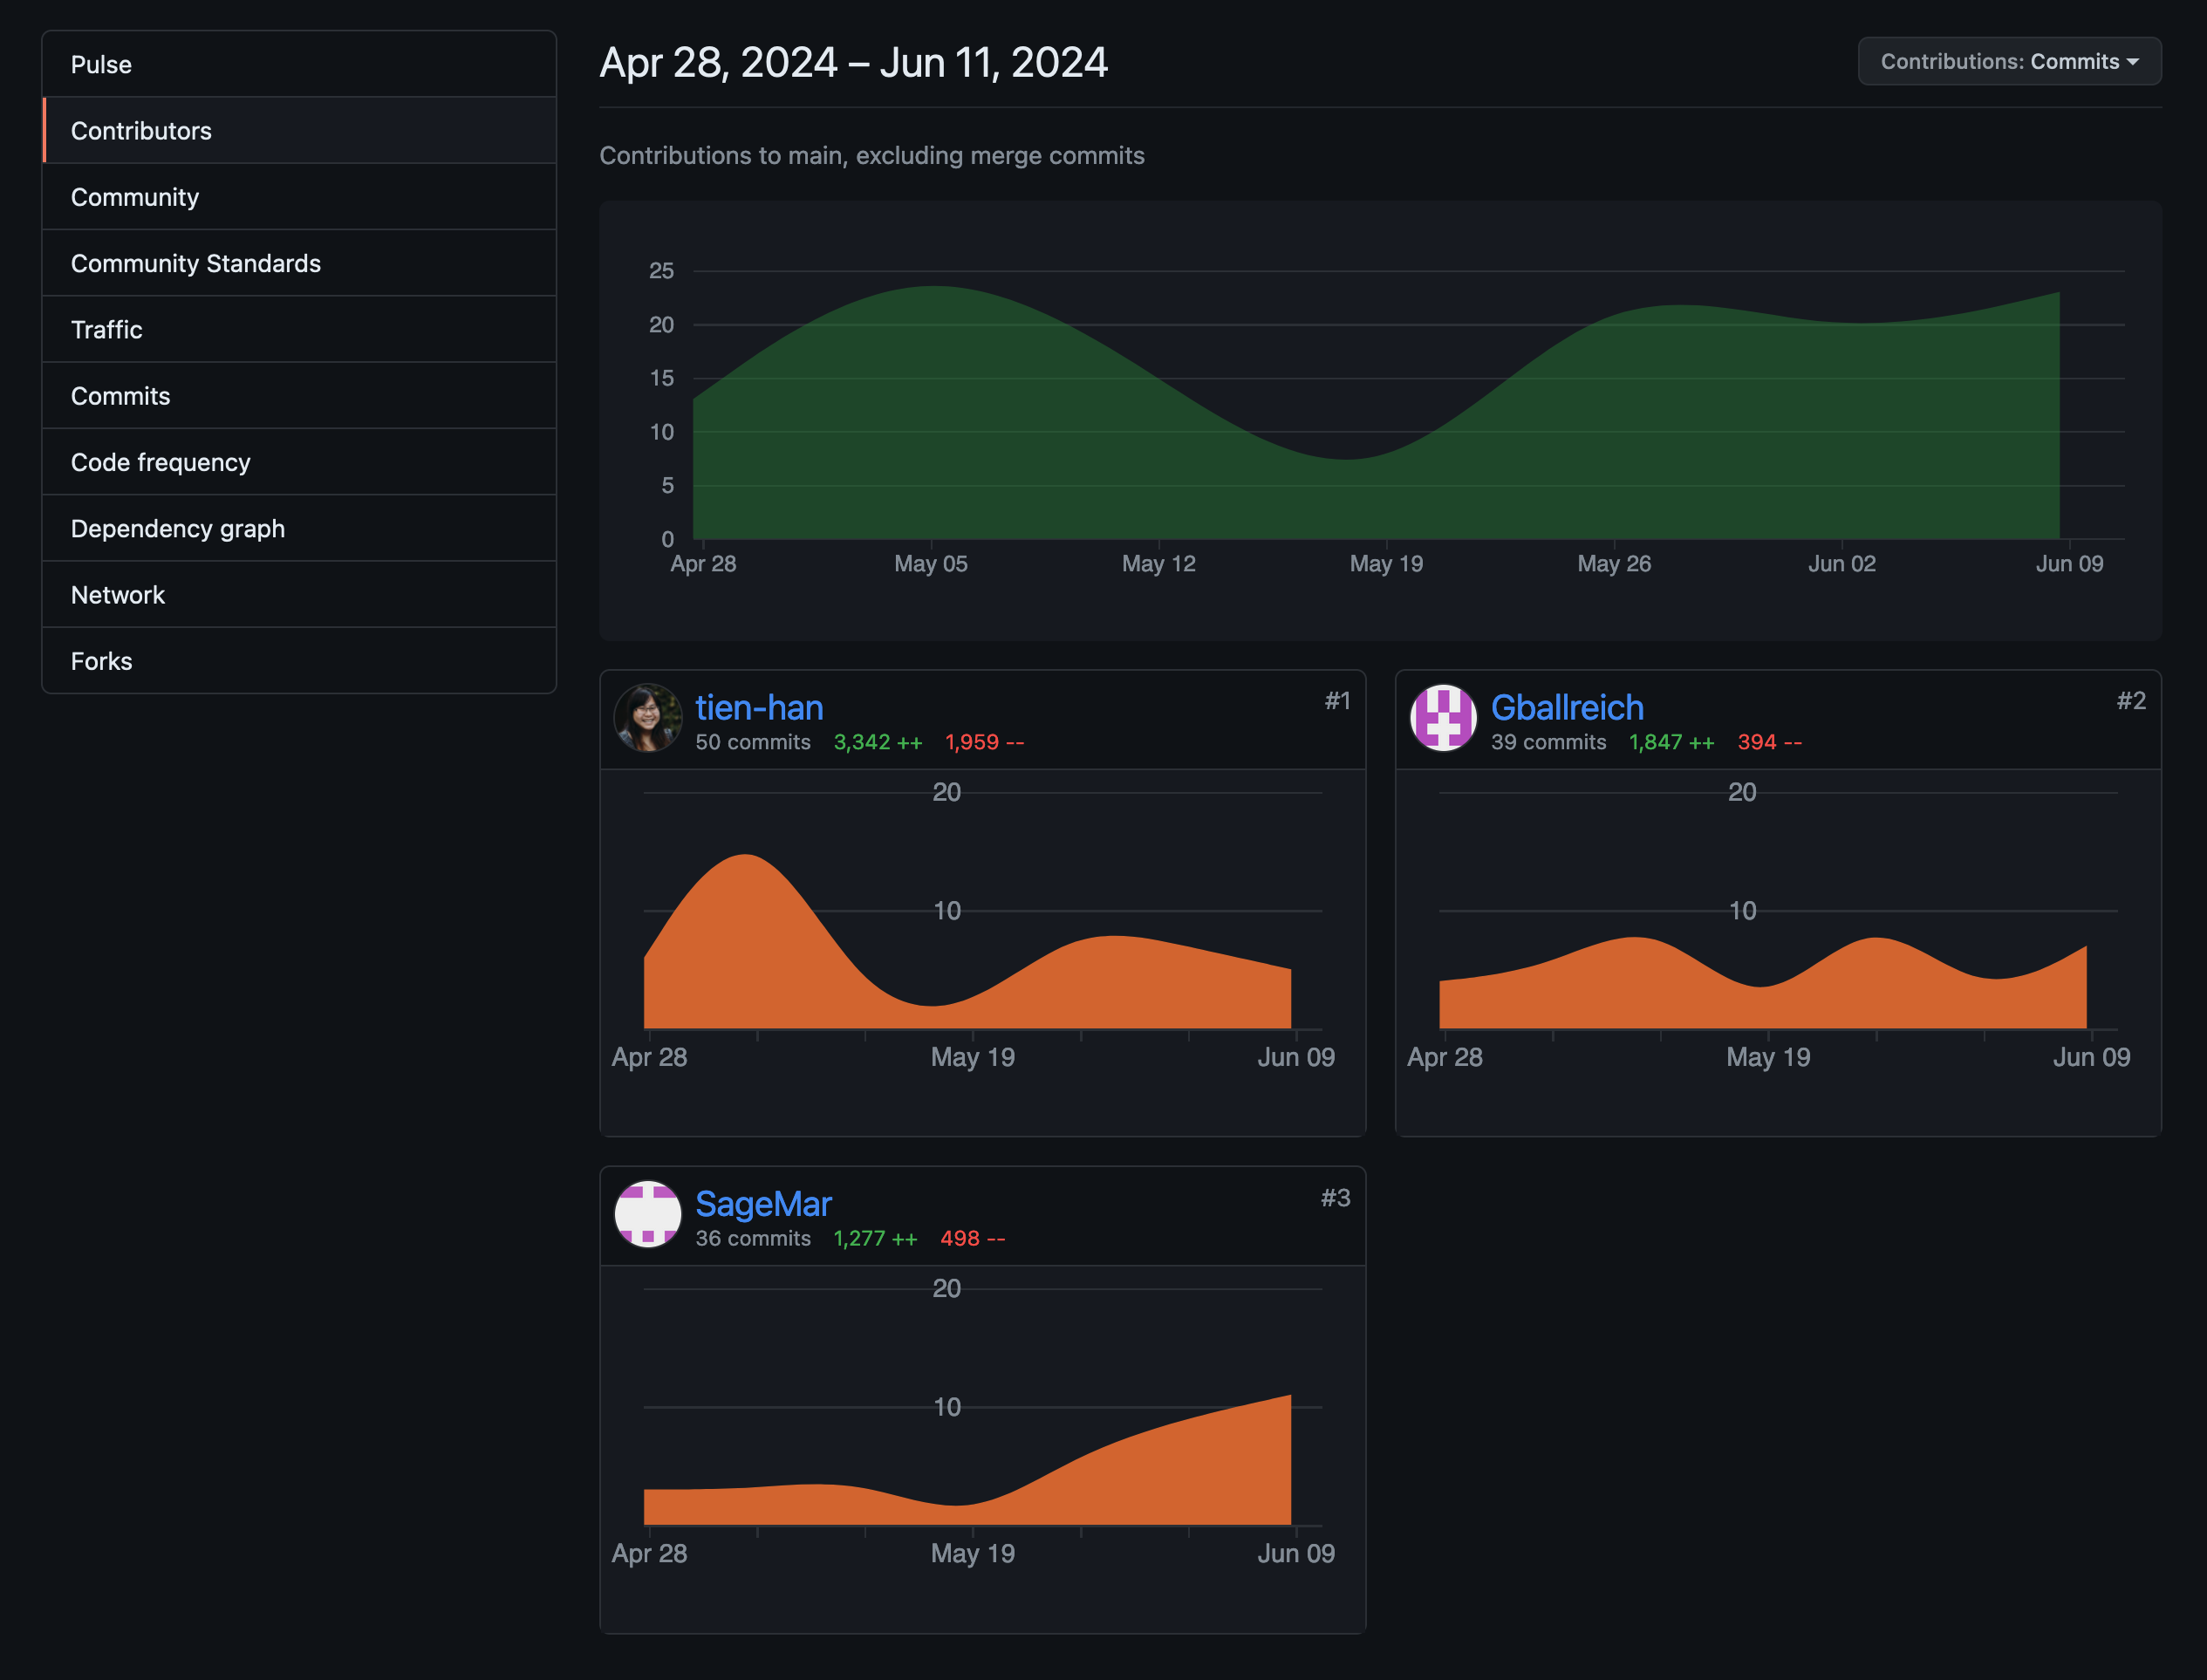 Pulse
Contributors
Community
Community Standards
Traffic
Commits
Code frequency
Dependency graph
Network
Forks
Apr 28, 2024 – Jun 11, 2024
Contributions: Commits
Contributions to main, excluding merge commits
25
20
15
10
5
0
Apr 28 May 05 May 12 May 19 May 26 Jun 02 Jun 09
tien-han #1
50 commits 3,342 ++ 1,959 --
20
10
Apr 28 May 19 Jun 09
Gballreich #2
39 commits 1,847 ++ 394 --
20
10
Apr 28 May 19 Jun 09
SageMar #3
36 commits 1,277 ++ 498 --
20
10
Apr 28 May 19 Jun 09